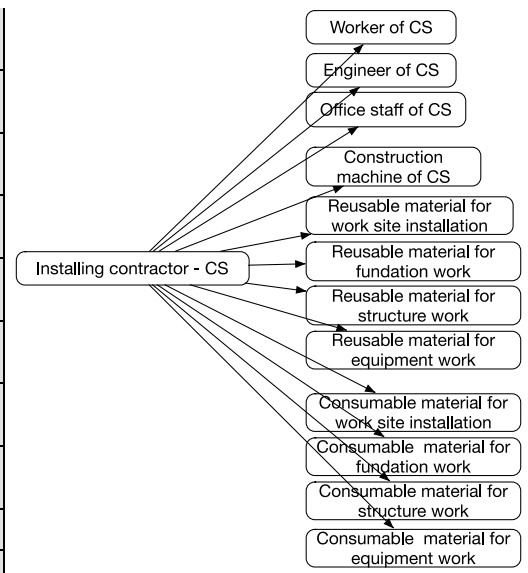 Worker of CS
Engineer of CS
Office staff of CS
Construction
machine of CS
Reusable material for
work site installation
Installing contractor - CS
Reusable material for
fundation work
Reusable material for
structure work
Reusable material for
equipment work
Consumable material for
work site installation
Consumable  material for
fundation work
Consumable material for
structure work
Consumable  material for
equipment work